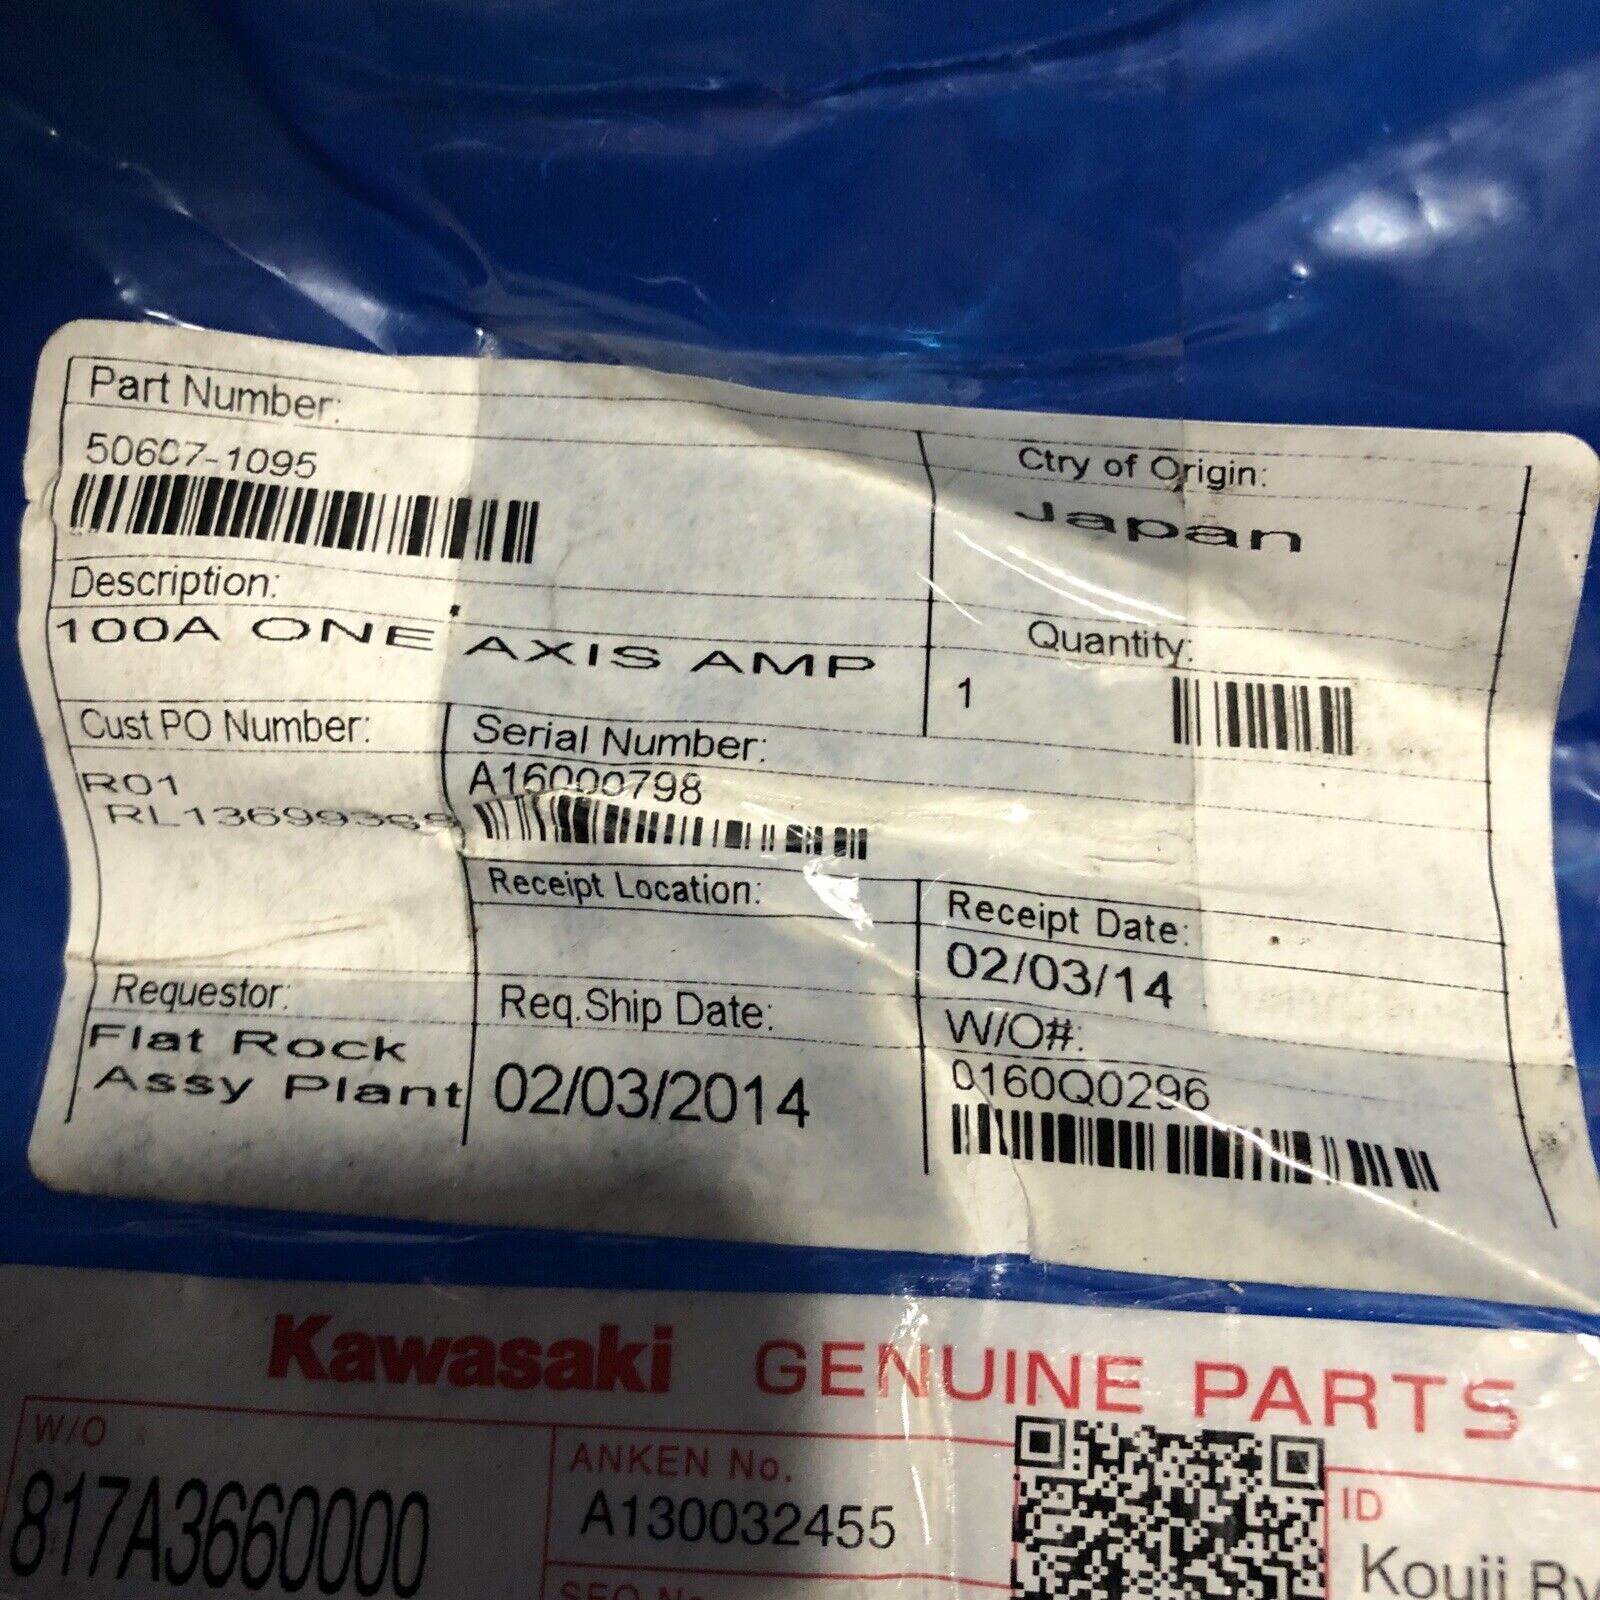 Part Number:
50607-1095
Ctry of Origin:
Japan
Description:
100A ONE AXIS AMP
Quantity:
1
Cust PO Number:
R01
Serial Number:
A16000798
Receipt Location:
Receipt Date:
02/03/14
Requestor:
Flat Rock
Assy Plant
Req.Ship Date:
02/03/2014
W/O#:
0160Q0296
Kawasaki GENUINE PARTS
W/O
817A3660000
ANKEN No.
A130032455
ID
Kouji